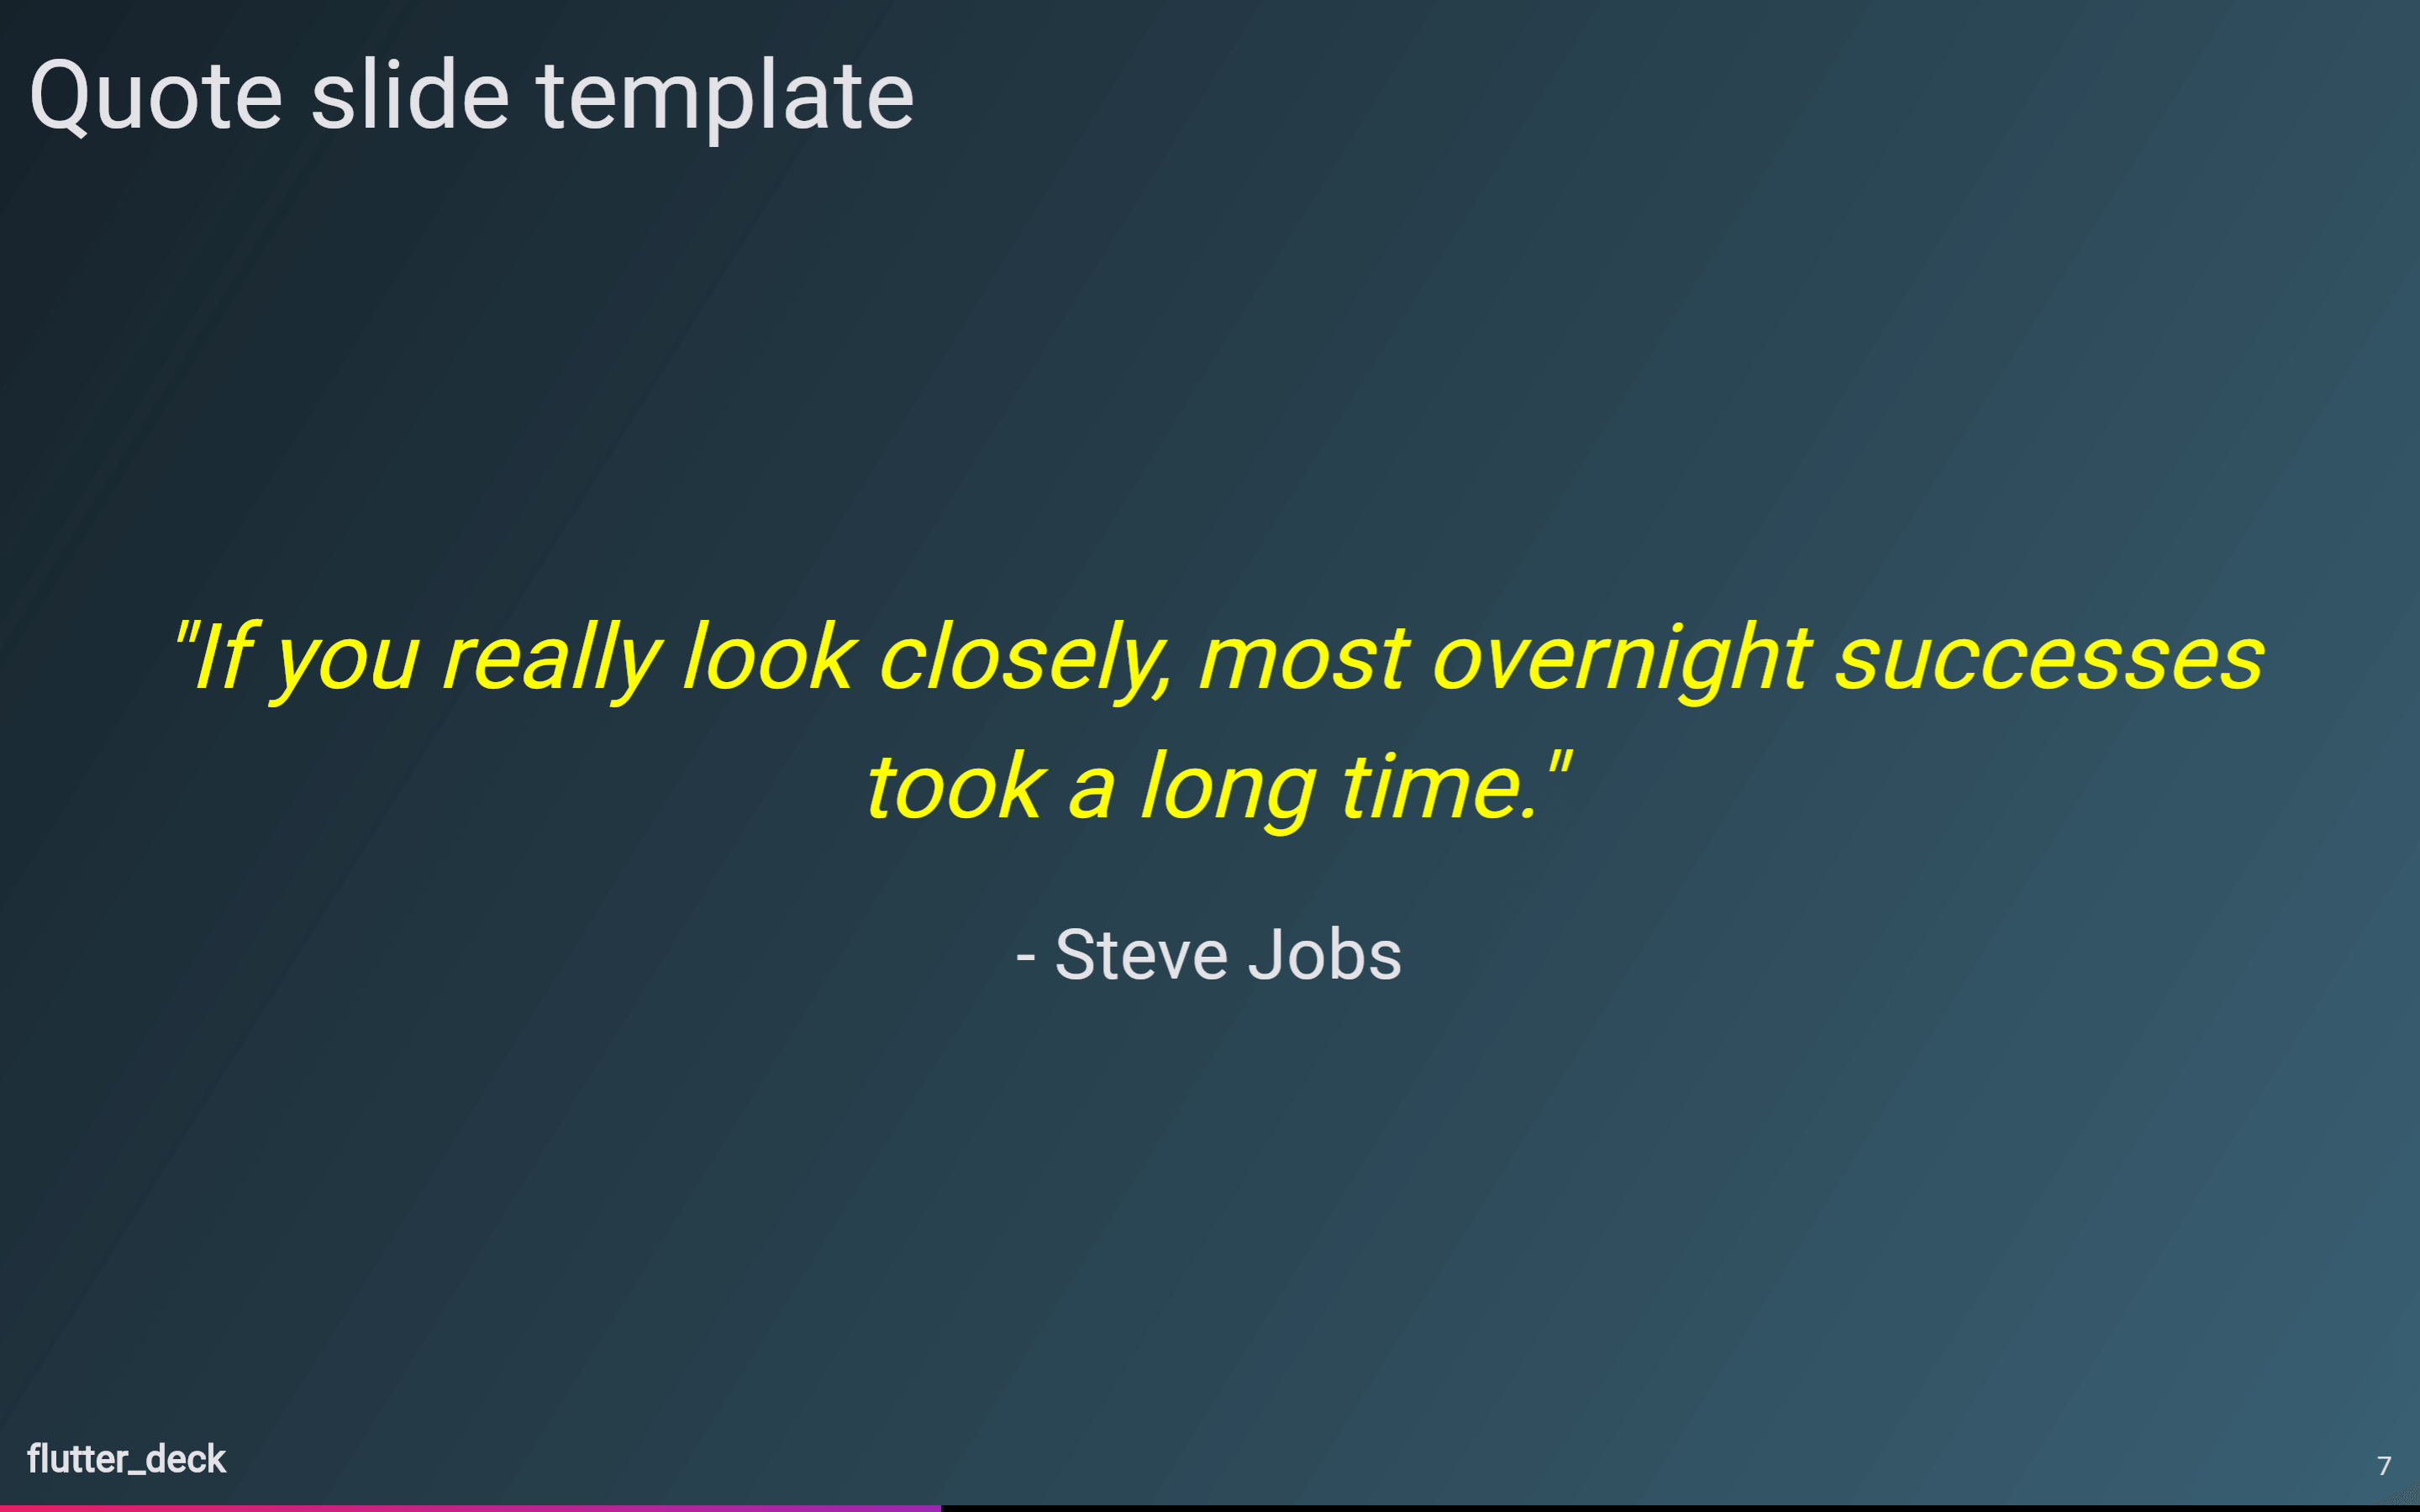 Quote slide template
"If you really look closely, most overnight successes
took a long time."
- Steve Jobs
flutter_deck
7